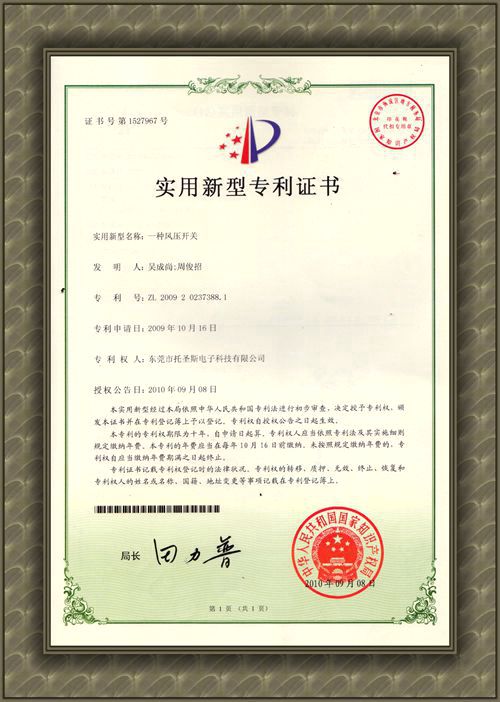 证书号第1527967号
实用新型专利证书
实用新型名称：一种风压开关
发 明 人：吴成尚;周俊招
专 利 号：ZL 2009 2 0237388.1
专利申请日：2009年10月16日
专 利 权 人：东莞市托圣斯电子科技有限公司
授权公告日：2010年09月08日
本实用新型经过本局依照中华人民共和国专利法进行初步审查，决定授予专利权，颁
发本证书并在专利登记簿上予以登记。专利权自授权公告之日起生效。
本专利的专利权期限为十年，自申请日起算。专利权人应当依照专利法及其实施细则
规定缴纳年费。本专利的年费应当在每年10月16日前缴纳。未按照规定缴纳年费的，专利
权自应当缴纳年费期满之日起终止。
专利证书记载专利权登记时的法律状况。专利权的转移、质押、无效、终止、恢复和
专利权人的姓名或名称、国籍、地址变更等事项记载在专利登记簿上。
局长 田力普
中华人民共和国国家知识产权局
2010年09月08日
第1页（共1页）